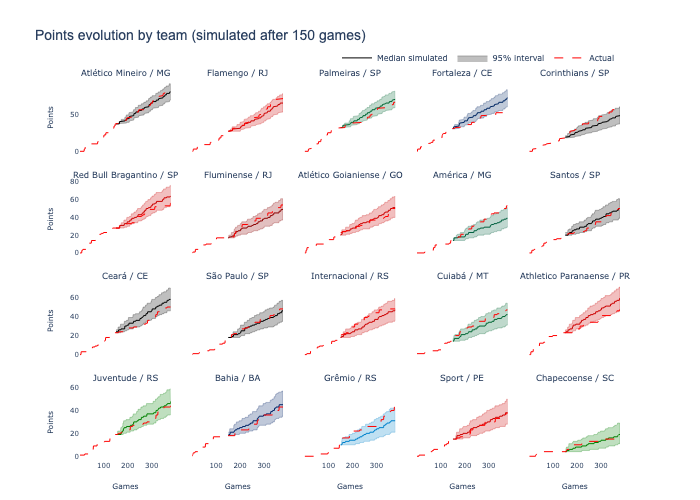 Points evolution by team (simulated after 150 games)
Median simulated 95% interval Actual
Atlético Mineiro / MG Flamengo / RJ Palmeiras / SP Fortaleza / CE Corinthians / SP
Points
50
0
Red Bull Bragantino / SP Fluminense / RJ Atlético Goianiense / GO América / MG Santos / SP
Points
80
60
40
20
0
Ceará / CE São Paulo / SP Internacional / RS Cuiabá / MT Athletico Paranaense / PR
Points
60
40
20
0
Juventude / RS Bahia / BA Grêmio / RS Sport / PE Chapecoense / SC
Points
60
40
20
0
100 200 300 100 200 300 100 200 300 100 200 300 100 200 300
Games Games Games Games Games